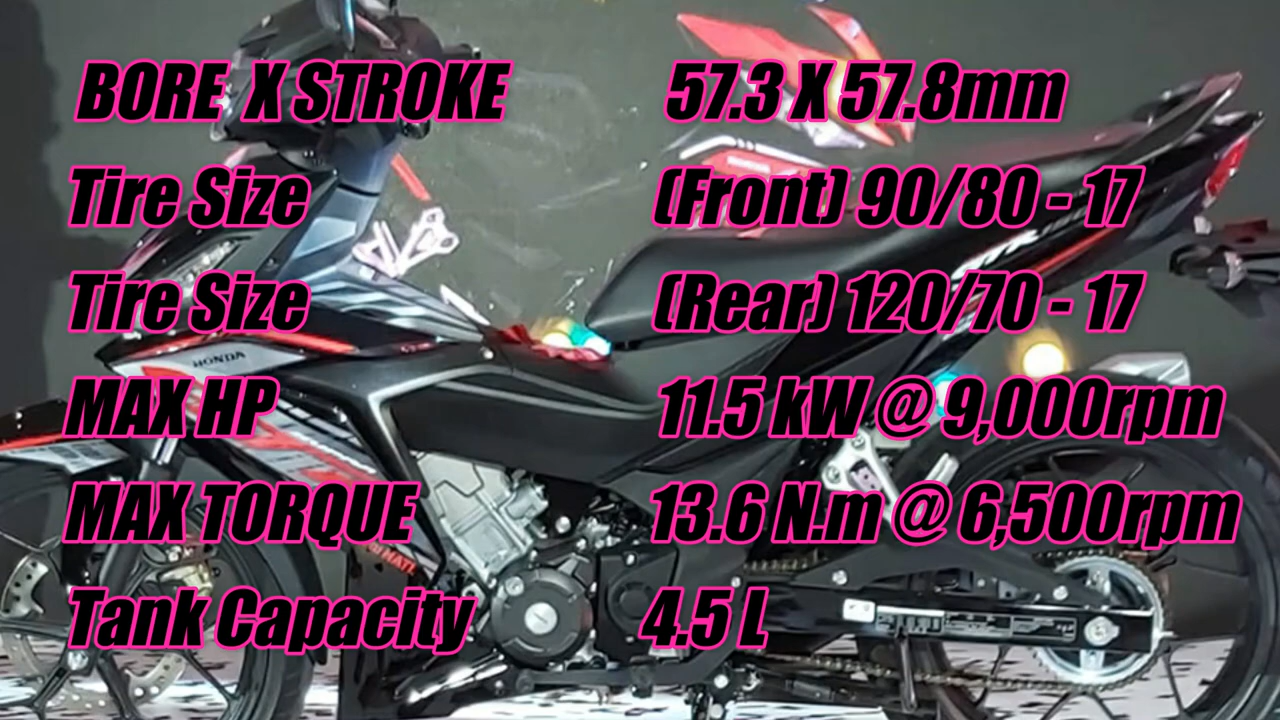 BORE X STROKE 57.3 X 57.8mm
Tire Size (Front) 90/80 - 17
Tire Size (Rear) 120/70 - 17
HONDA
MAX HP 11.5 kW @ 9,000rpm
MAX TORQUE 13.6 N.m @ 6,500rpm
Tank Capacity 4.5 L